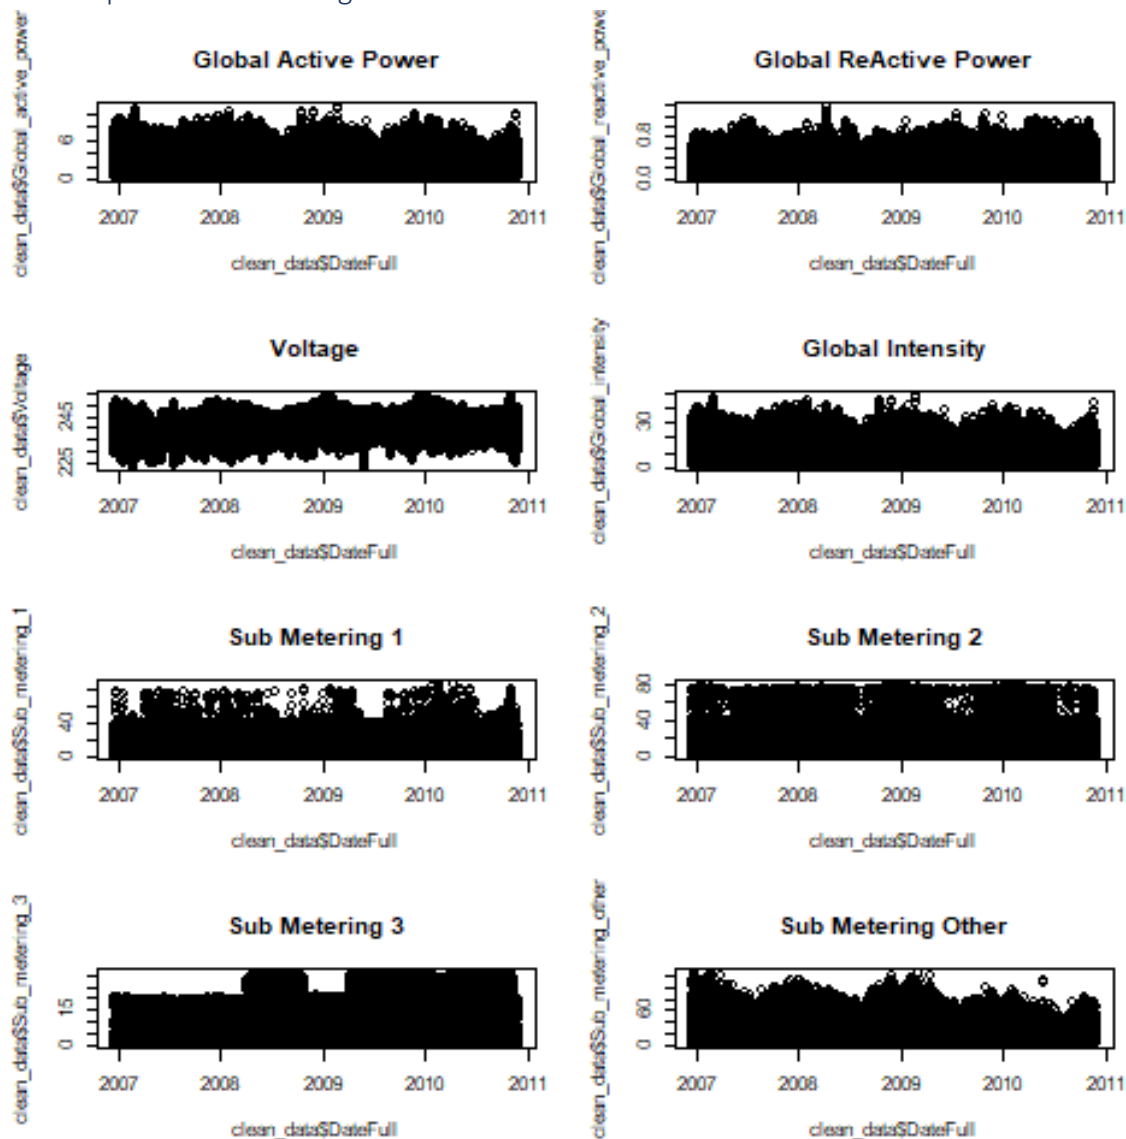 Global Active Power
clean_data$Global_active_power
6
0
2007 2008 2009 2010 2011
clean_data$DateFull
Global ReActive Power
clean_data$Global_reactive_powe
0.8
0.0
2007 2008 2009 2010 2011
clean_data$DateFull
Voltage
clean_data$Voltage
245
225
2007 2008 2009 2010 2011
clean_data$DateFull
Global Intensity
clean_data$Global_intensity
30
0
2007 2008 2009 2010 2011
clean_data$DateFull
Sub Metering 1
clean_data$Sub_metering_1
40
0
2007 2008 2009 2010 2011
clean_data$DateFull
Sub Metering 2
clean_data$Sub_metering_2
80
40
0
2007 2008 2009 2010 2011
clean_data$DateFull
Sub Metering 3
clean_data$Sub_metering_3
15
0
2007 2008 2009 2010 2011
clean_data$DateFull
Sub Metering Other
clean_data$Sub_metering_other
60
0
2007 2008 2009 2010 2011
clean_data$DateFull